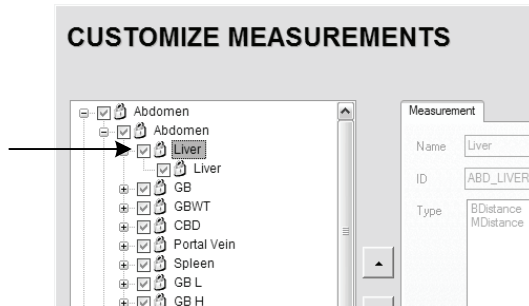 CUSTOMIZE MEASUREMENTS
Abdomen
Abdomen
Liver
Liver
GB
GBWT
CBD
Portal Vein
Spleen
GB L
GB H
Measurement
Name Liver
ID ABD_LIVER
Type BDistance
MDistance